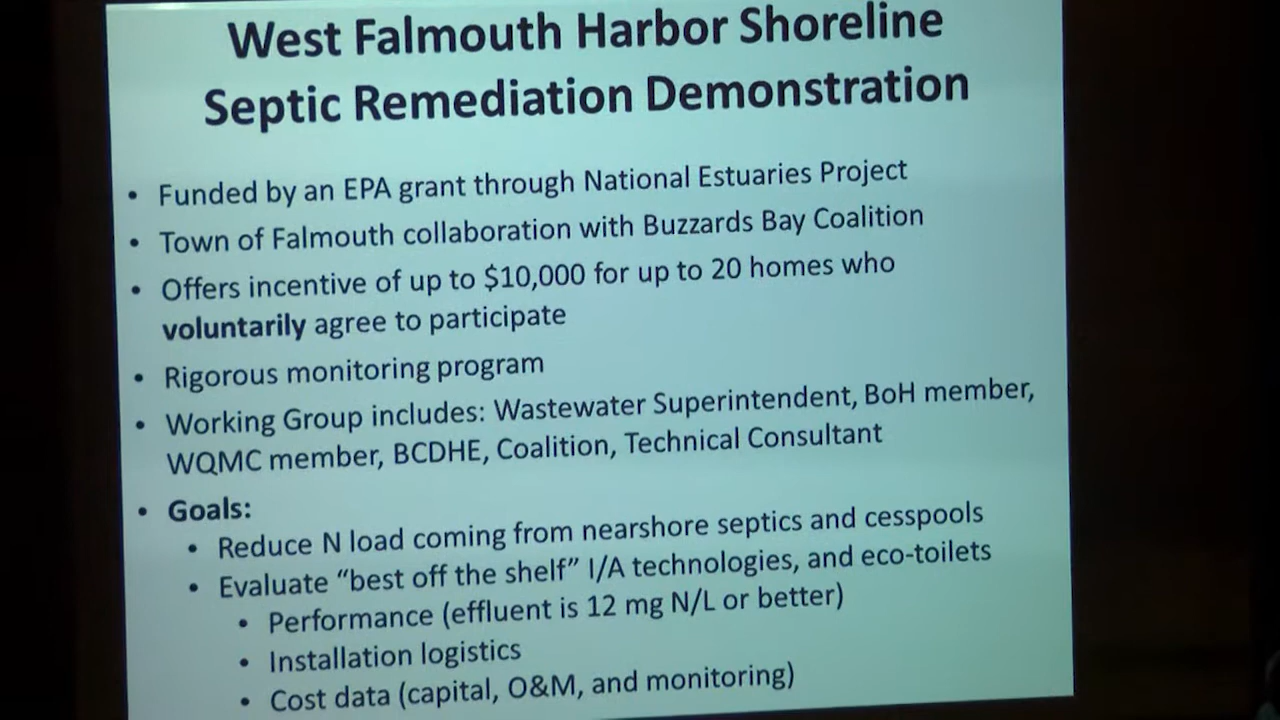 West Falmouth Harbor Shoreline
Septic Remediation Demonstration
• Funded by an EPA grant through National Estuaries Project
• Town of Falmouth collaboration with Buzzards Bay Coalition
• Offers incentive of up to $10,000 for up to 20 homes who
voluntarily agree to participate
• Rigorous monitoring program
• Working Group includes: Wastewater Superintendent, BoH member,
WQMC member, BCDHE, Coalition, Technical Consultant
• Goals:
• Reduce N load coming from nearshore septics and cesspools
• Evaluate “best off the shelf” I/A technologies, and eco-toilets
• Performance (effluent is 12 mg N/L or better)
• Installation logistics
• Cost data (capital, O&M, and monitoring)